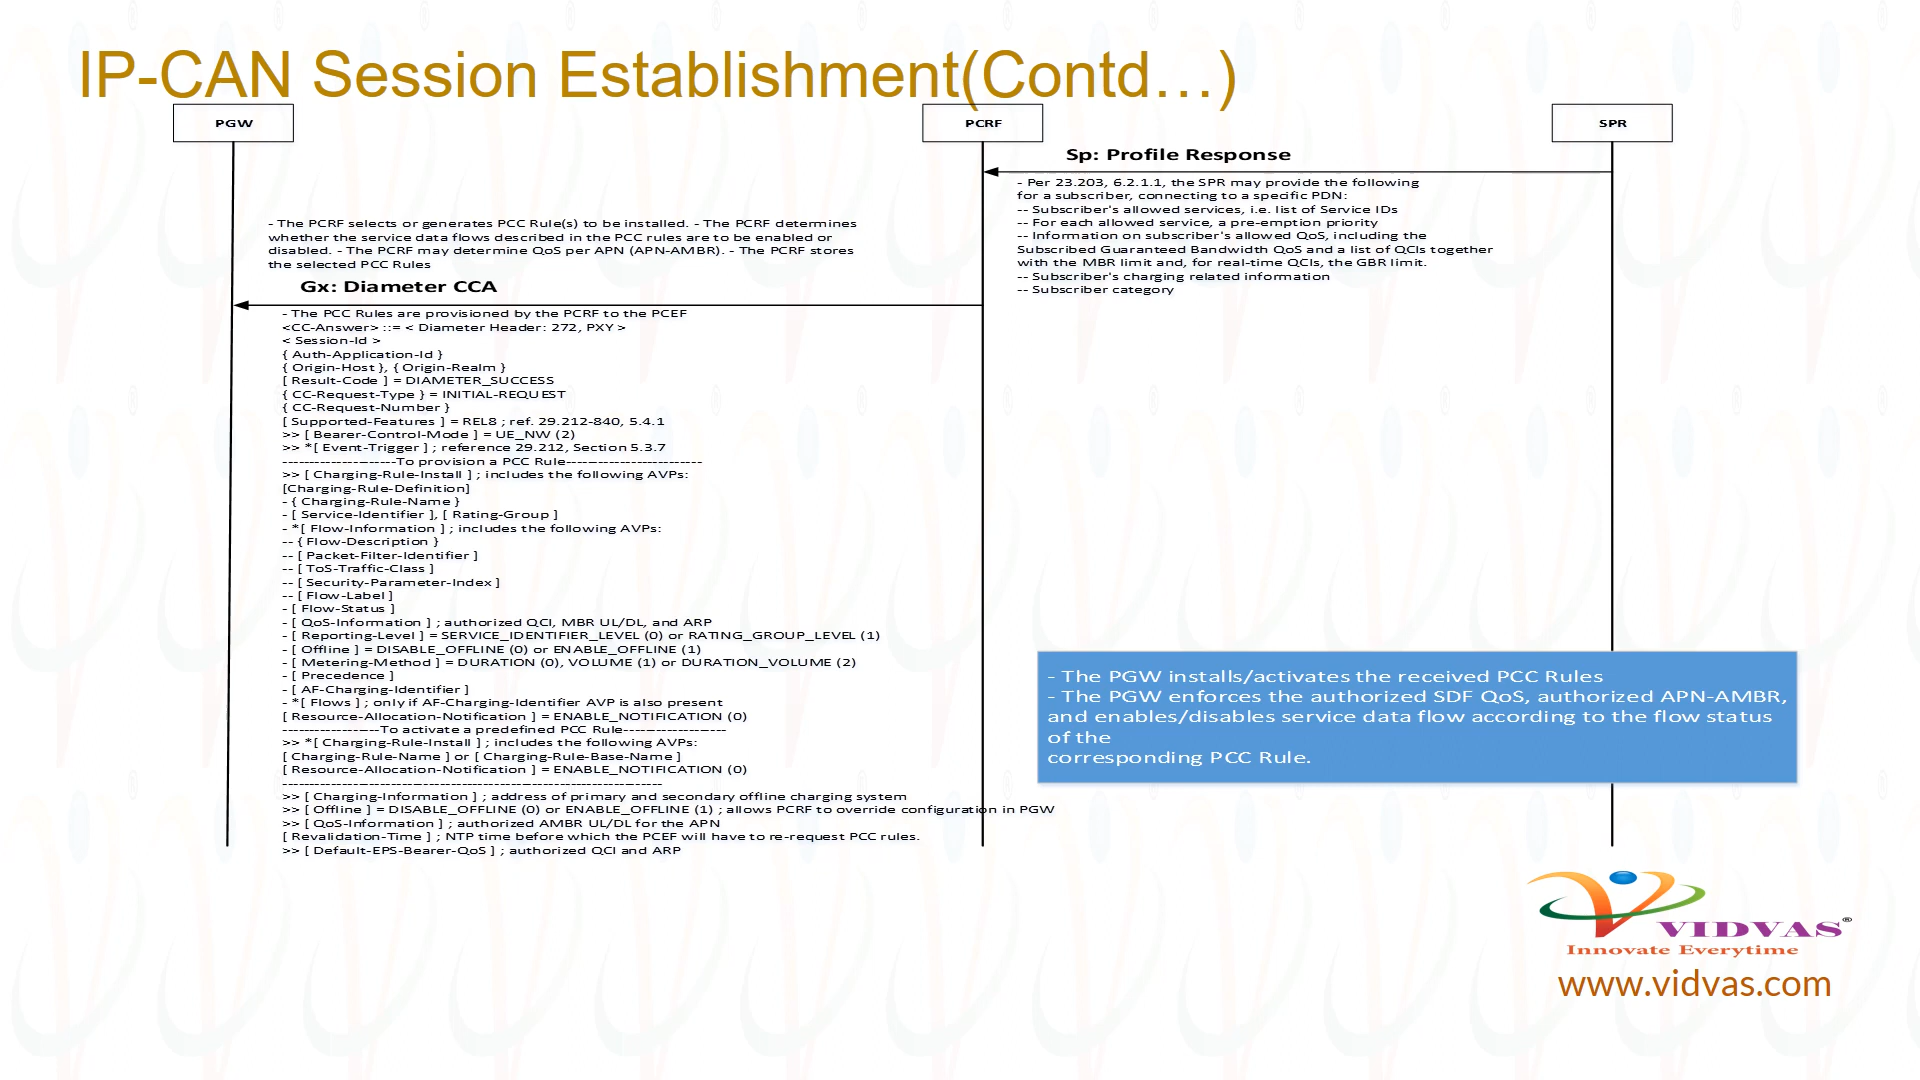 IP-CAN Session Establishment(Contd…)
PGW
PCRF
SPR
Sp: Profile Response
- Per 23.203, 6.2.1.1, the SPR may provide the following
for a subscriber, connecting to a specific PDN:
-- Subscriber's allowed services, i.e. list of Service IDs
-- For each allowed service, a pre-emption priority
-- Information on subscriber's allowed QoS, including the
Subscribed Guaranteed Bandwidth QoS and a list of QCIs together
with the MBR limit and, for real-time QCIs, the GBR limit.
-- Subscriber's charging related information
-- Subscriber category
- The PCRF selects or generates PCC Rule(s) to be installed. - The PCRF determines
whether the service data flows described in the PCC rules are to be enabled or
disabled. - The PCRF may determine QoS per APN (APN-AMBR). - The PCRF stores
the selected PCC Rules
Gx: Diameter CCA
- The PCC Rules are provisioned by the PCRF to the PCEF
<CC-Answer> ::= < Diameter Header: 272, PXY >
< Session-Id >
{ Auth-Application-Id }
{ Origin-Host }, { Origin-Realm }
[ Result-Code ] = DIAMETER_SUCCESS
{ CC-Request-Type } = INITIAL-REQUEST
{ CC-Request-Number }
[ Supported-Features ] = REL8 ; ref. 29.212-840, 5.4.1
>> [ Bearer-Control-Mode ] = UE_NW (2)
>> *[ Event-Trigger ] ; reference 29.212, Section 5.3.7
---------------------To provision a PCC Rule-------------------------
>> [ Charging-Rule-Install ] ; includes the following AVPs:
[Charging-Rule-Definition]
- { Charging-Rule-Name }
- [ Service-Identifier ], [ Rating-Group ]
- *[ Flow-Information ] ; includes the following AVPs:
-- { Flow-Description }
-- [ Packet-Filter-Identifier ]
-- [ ToS-Traffic-Class ]
-- [ Security-Parameter-Index ]
-- [ Flow-Label ]
- [ Flow-Status ]
- [ QoS-Information ] ; authorized QCI, MBR UL/DL, and ARP
- [ Reporting-Level ] = SERVICE_IDENTIFIER_LEVEL (0) or RATING_GROUP_LEVEL (1)
- [ Offline ] = DISABLE_OFFLINE (0) or ENABLE_OFFLINE (1)
- [ Metering-Method ] = DURATION (0), VOLUME (1) or DURATION_VOLUME (2)
- [ Precedence ]
- [ AF-Charging-Identifier ]
- *[ Flows ] ; only if AF-Charging-Identifier AVP is also present
[ Resource-Allocation-Notification ] = ENABLE_NOTIFICATION (0)
------------------To activate a predefined PCC Rule-------------------
>> *[ Charging-Rule-Install ] ; includes the following AVPs:
[ Charging-Rule-Name ] or [ Charging-Rule-Base-Name ]
[ Resource-Allocation-Notification ] = ENABLE_NOTIFICATION (0)
----------------------------------------------------------------------
>> [ Charging-Information ] ; address of primary and secondary offline charging system
>> [ Offline ] = DISABLE_OFFLINE (0) or ENABLE_OFFLINE (1) ; allows PCRF to override configuration in PGW
>> [ QoS-Information ] ; authorized AMBR UL/DL for the APN
[ Revalidation-Time ] ; NTP time before which the PCEF will have to re-request PCC rules.
>> [ Default-EPS-Bearer-QoS ] ; authorized QCI and ARP
- The PGW installs/activates the received PCC Rules
- The PGW enforces the authorized SDF QoS, authorized APN-AMBR,
and enables/disables service data flow according to the flow status
of the
corresponding PCC Rule.
VIDVAS®
Innovate Everytime
www.vidvas.com